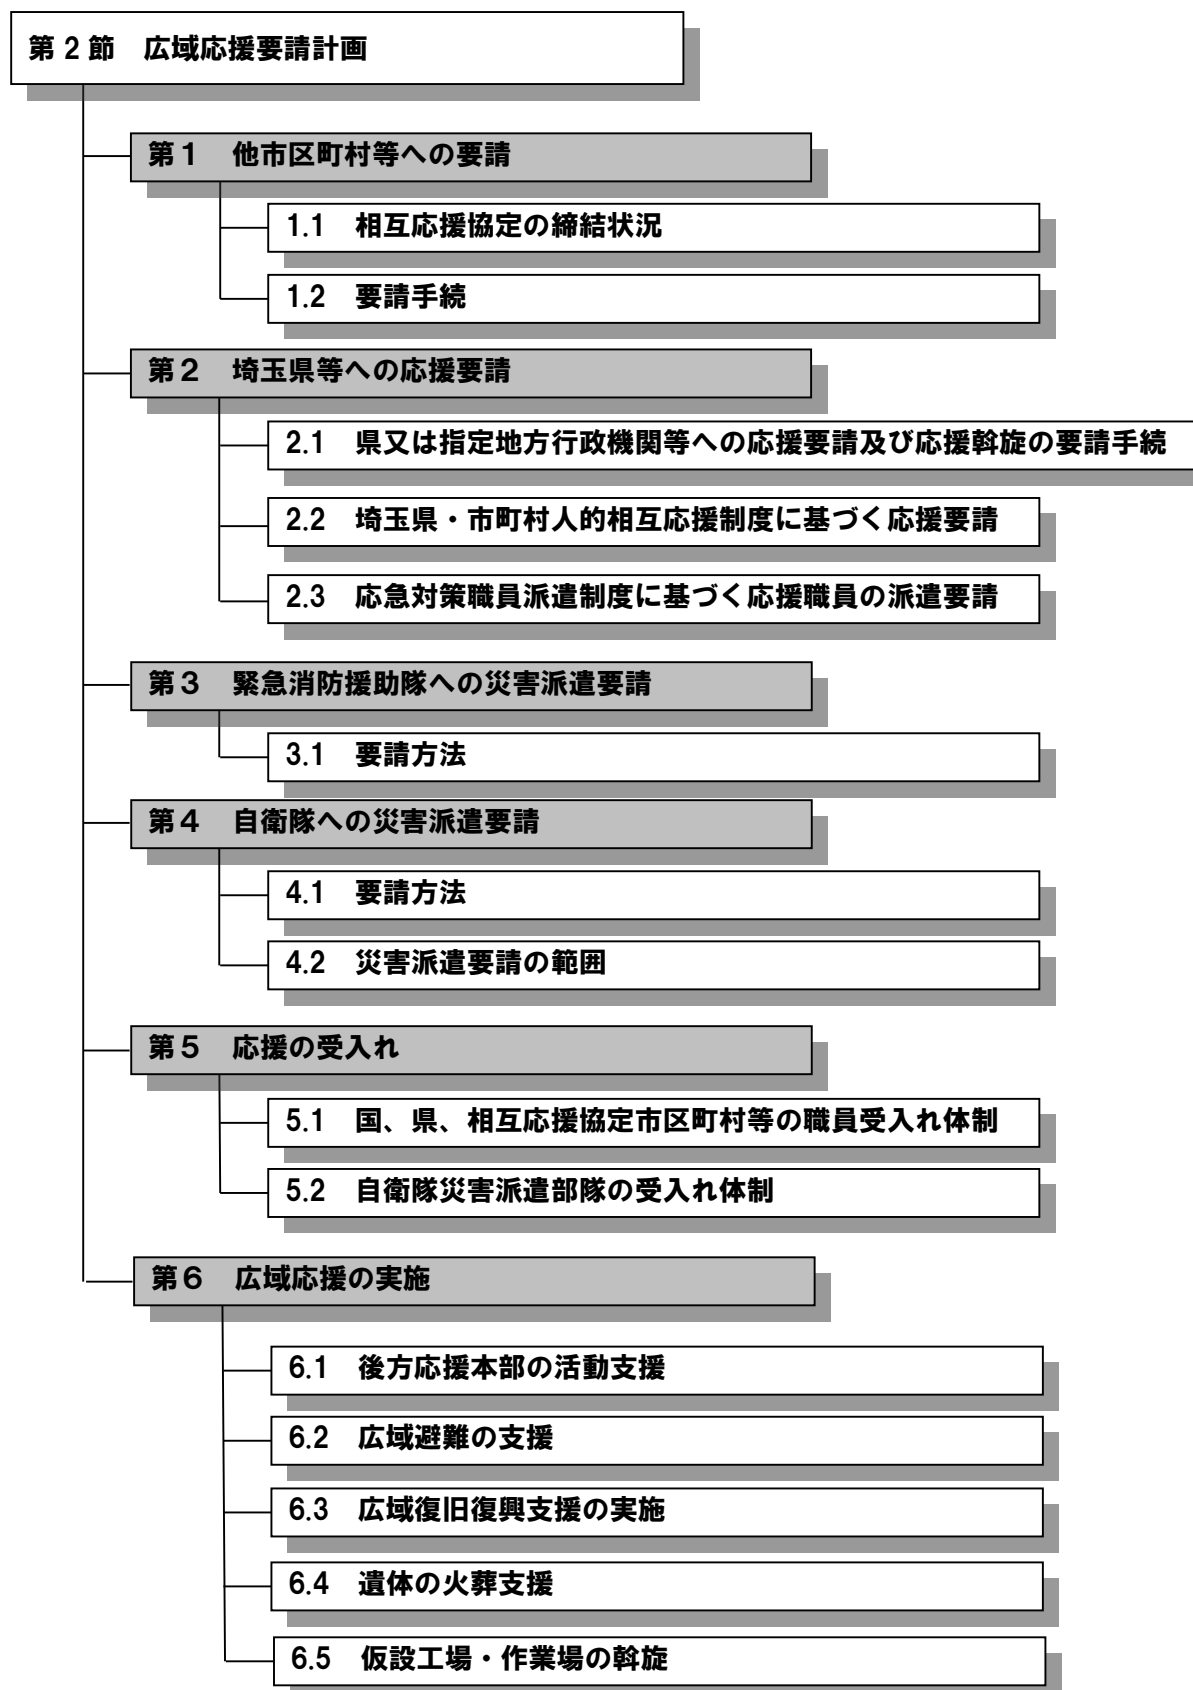 第２節　広域応援要請計画
第１　他市区町村等への要請
1.1　相互応援協定の締結状況
1.2　要請手続
第２　埼玉県等への応援要請
2.1　県又は指定地方行政機関等への応援要請及び応援斡旋の要請手続
2.2　埼玉県・市町村人的相互応援制度に基づく応援要請
2.3　応急対策職員派遣制度に基づく応援職員の派遣要請
第３　緊急消防援助隊への災害派遣要請
3.1　要請方法
第４　自衛隊への災害派遣要請
4.1　要請方法
4.2　災害派遣要請の範囲
第５　応援の受入れ
5.1　国、県、相互応援協定市区町村等の職員受入れ体制
5.2　自衛隊災害派遣部隊の受入れ体制
第６　広域応援の実施
6.1　後方応援本部の活動支援
6.2　広域避難の支援
6.3　広域復旧復興支援の実施
6.4　遺体の火葬支援
6.5　仮設工場・作業場の斡旋